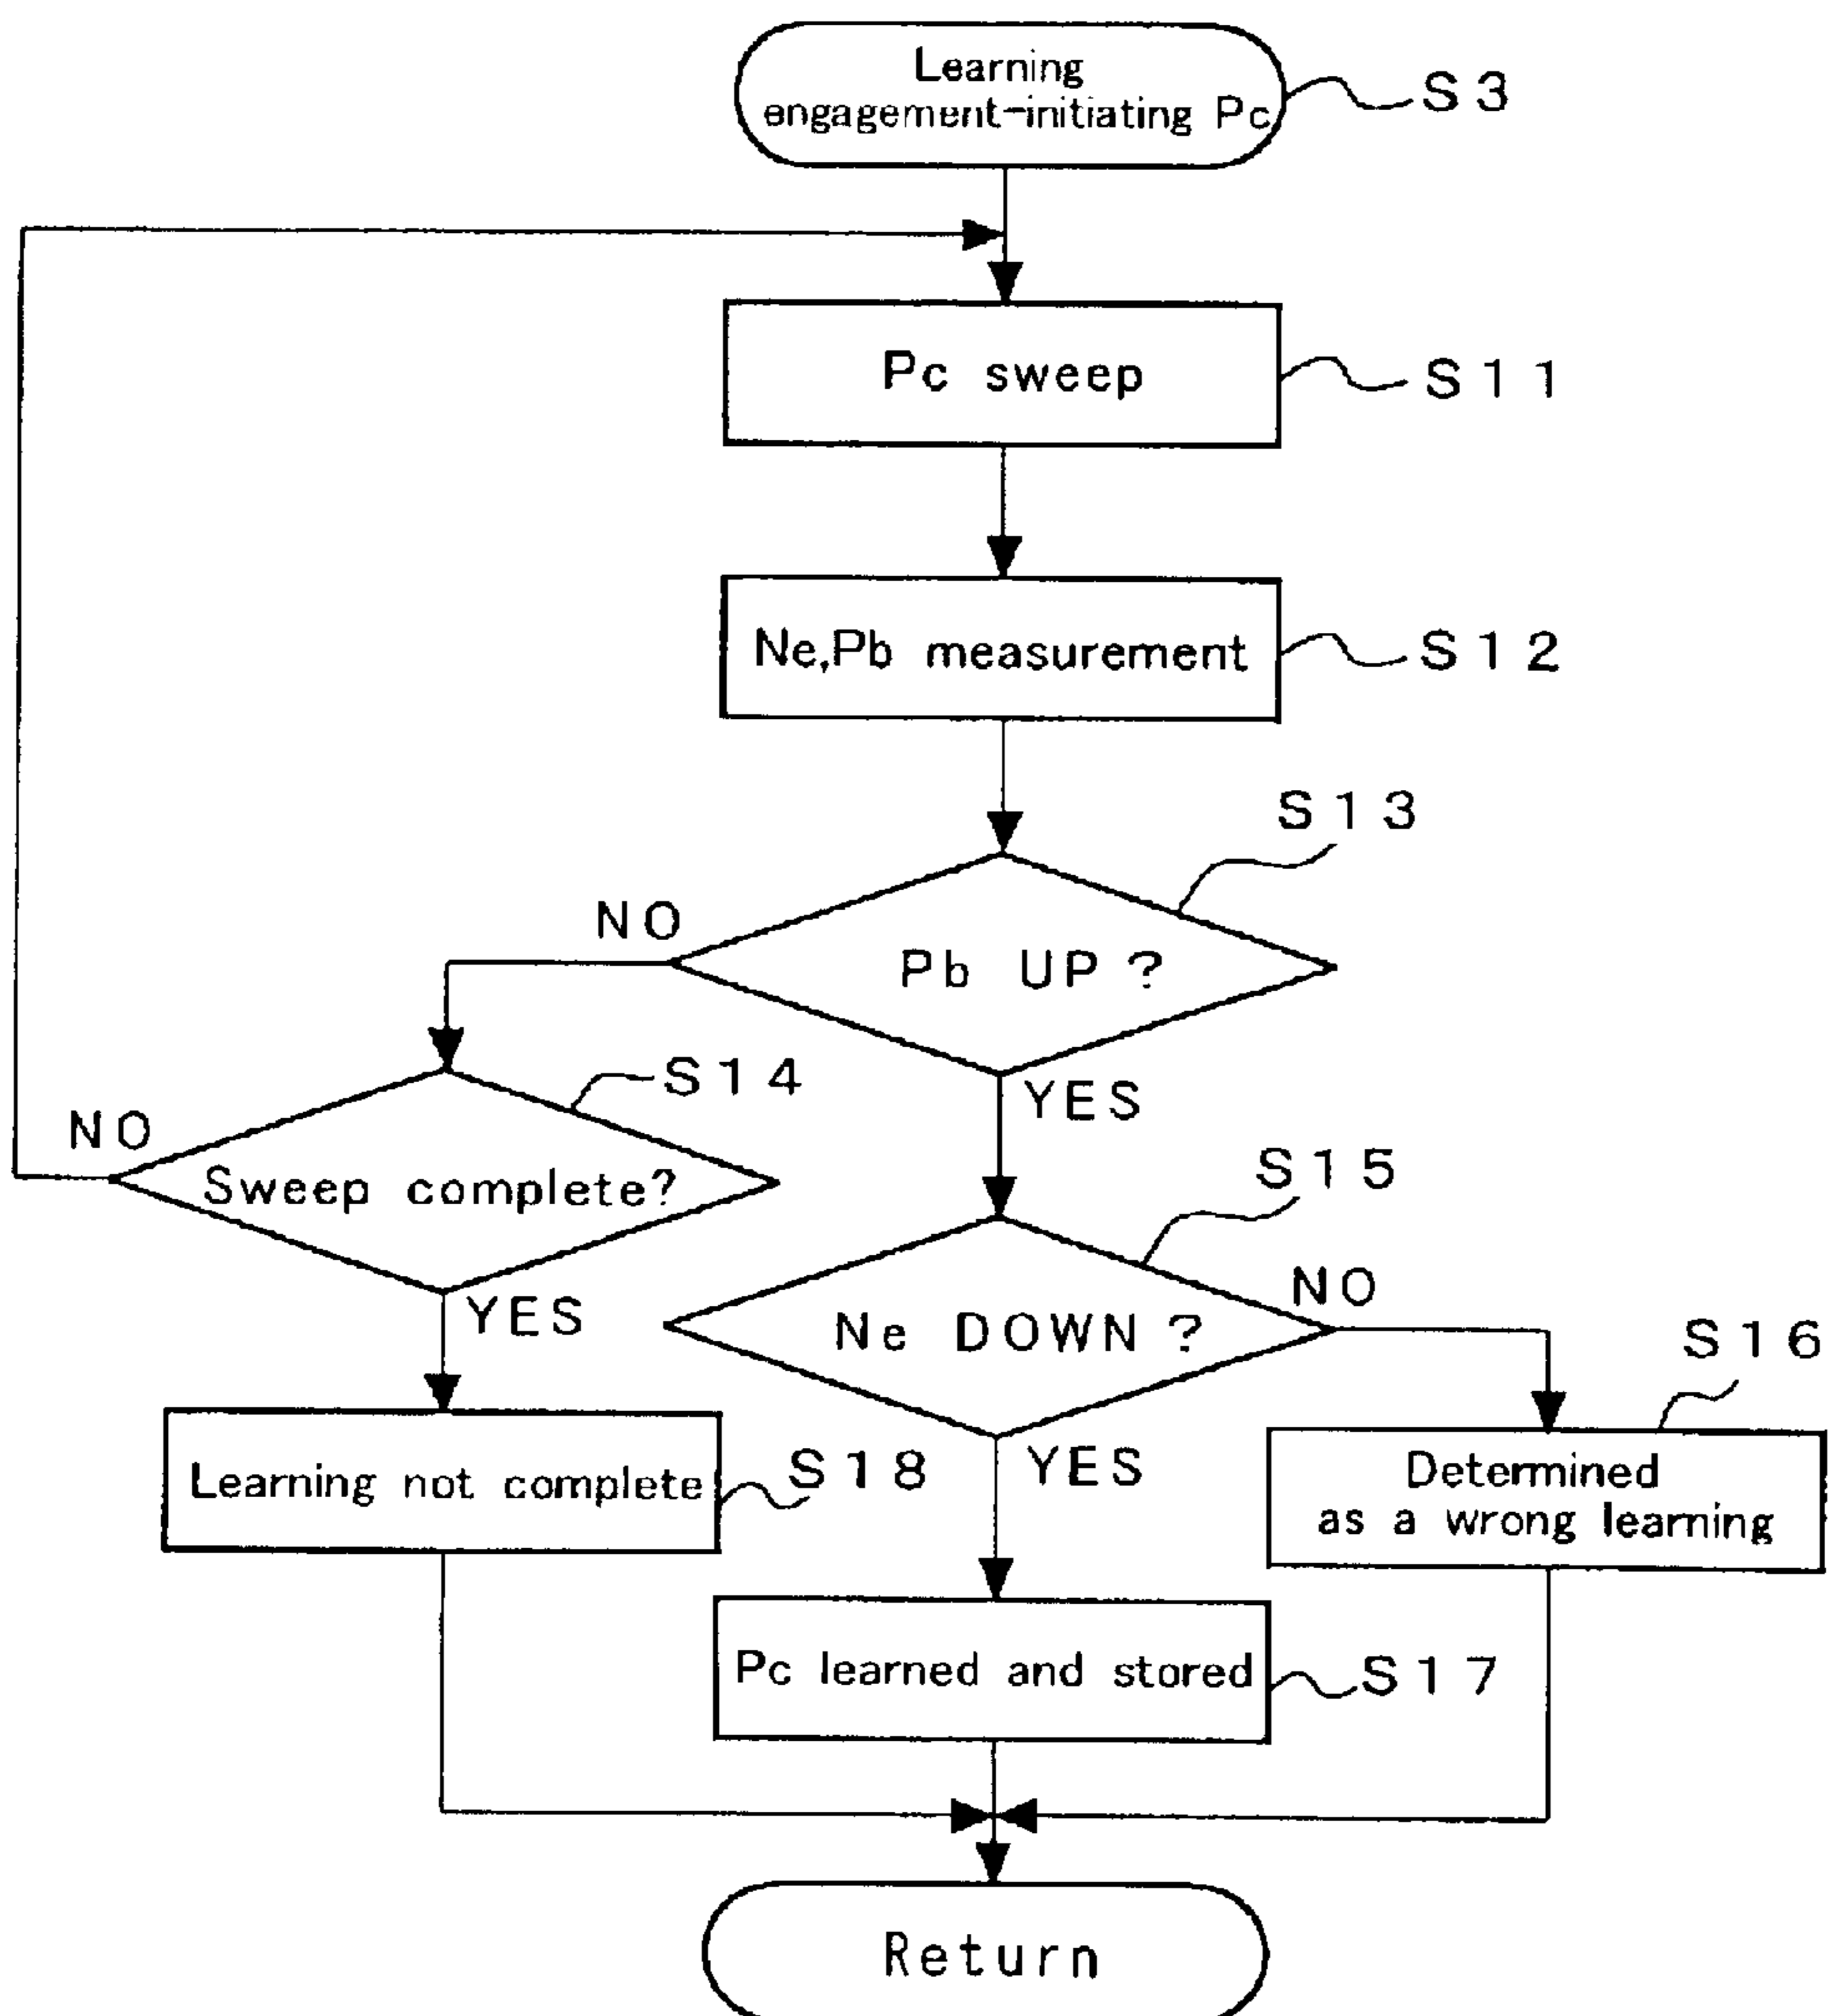 Learning
engagement-initiating Pc
S3
Pc sweep
S11
Ne,Pb measurement
S12
S13
NO
Pb UP ?
YES
S14
NO
Sweep complete?
YES
S15
NO
Ne DOWN ?
YES
S16
Determined
as a wrong learning
Learning not complete
S18
Pc learned and stored
S17
Return